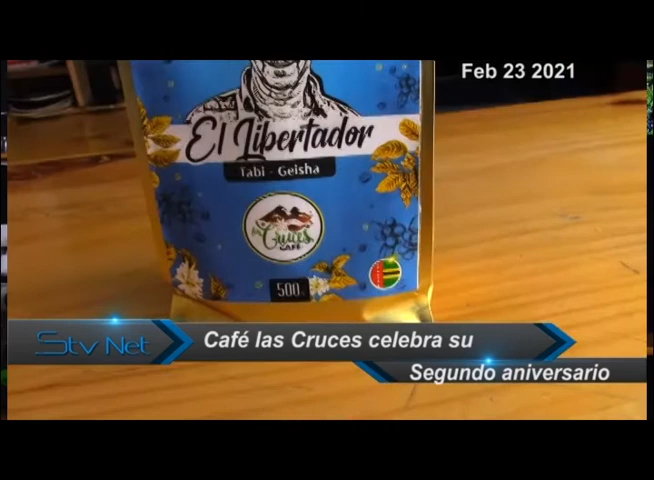 Feb 23 2021
El Libertador
Tabi - Geisha
las
Cruces
CAFÉ
500
Stv Net
Café las Cruces celebra su
Segundo aniversario